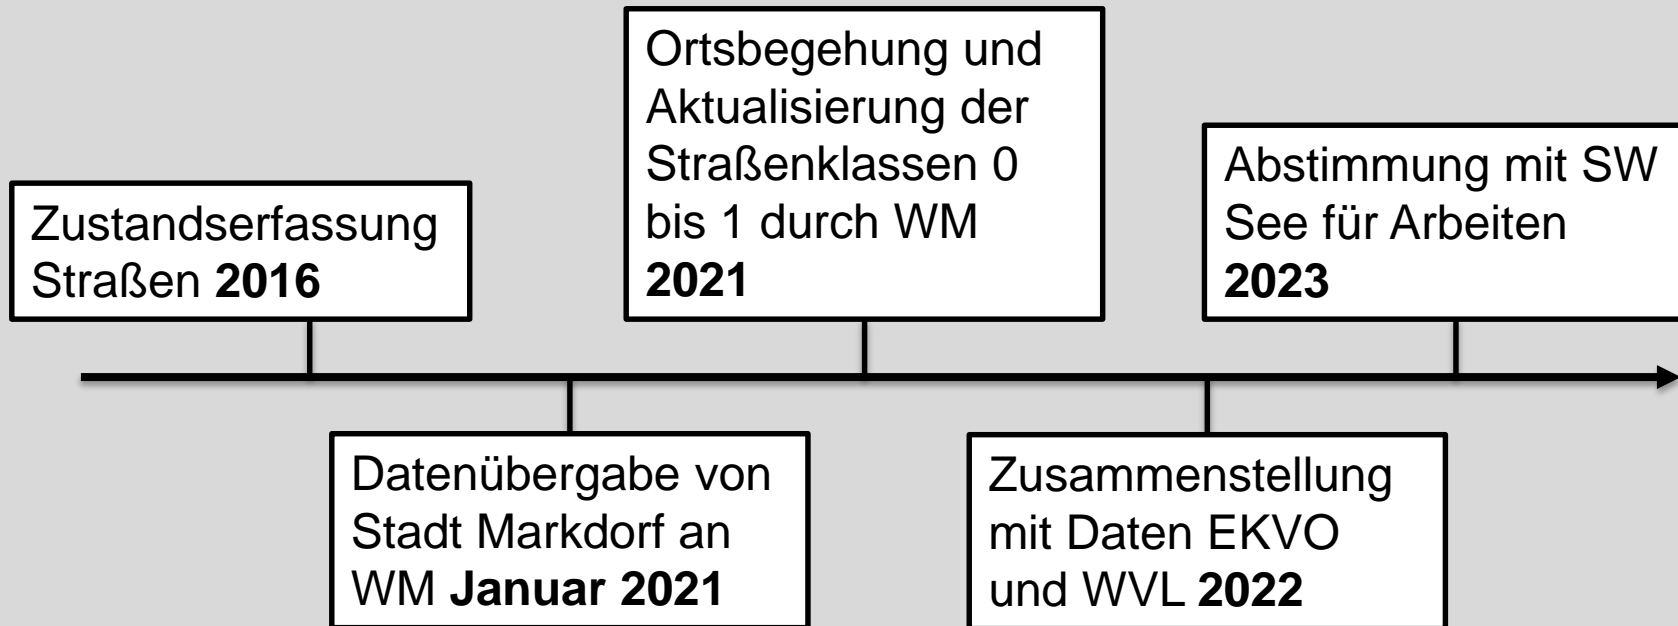 Zustandserfassung
Straßen 2016
Datenübergabe von
Stadt Markdorf an
WM Januar 2021
Ortsbegehung und
Aktualisierung der
Straßenklassen 0
bis 1 durch WM
2021
Zusammenstellung
mit Daten EKVO
und WVL 2022
Abstimmung mit SW
See für Arbeiten
2023